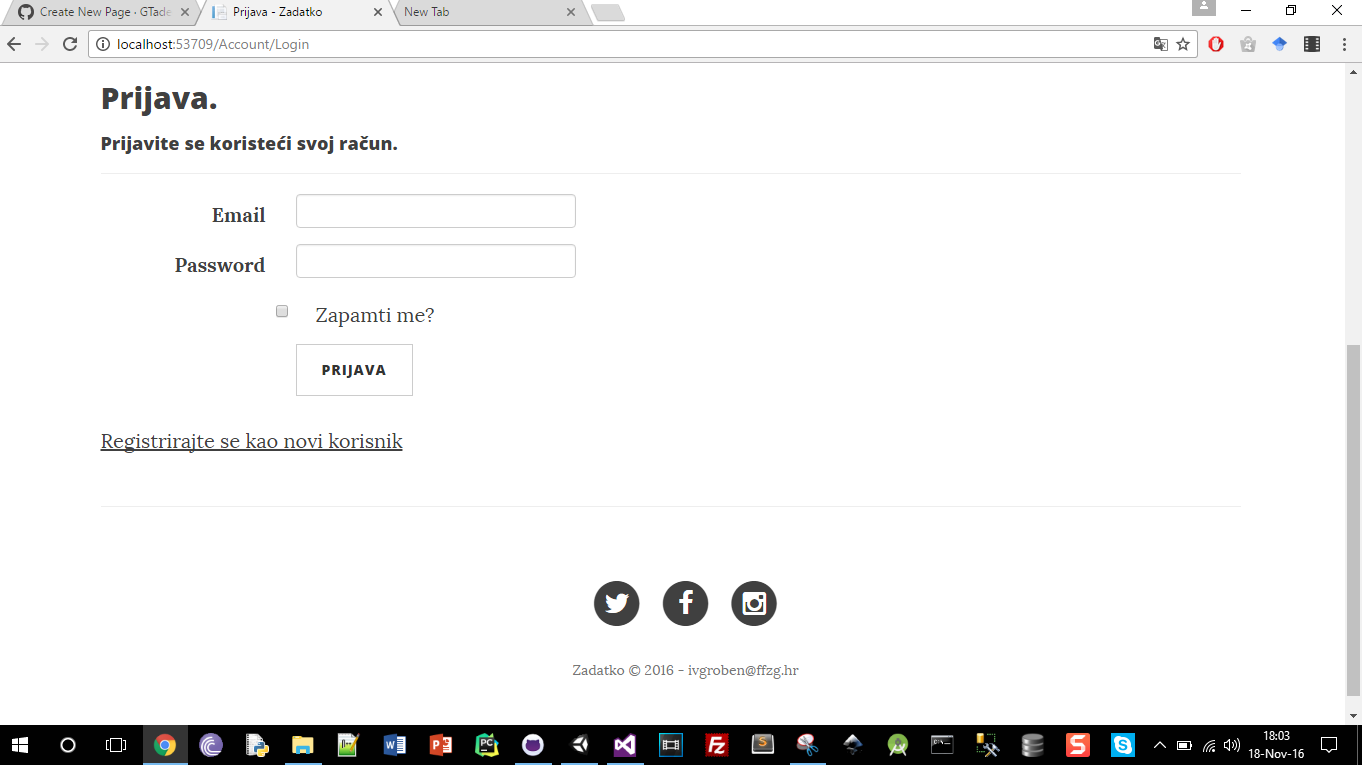 Create New Page · GTade
Prijava - Zadatko
New Tab
localhost:53709/Account/Login
Prijava.
Prijavite se koristeći svoj račun.
Email
Password
Zapamti me?
PRIJAVA
Registrirajte se kao novi korisnik
Zadatko © 2016 - ivgroben@ffzg.hr
18:03
18-Nov-16